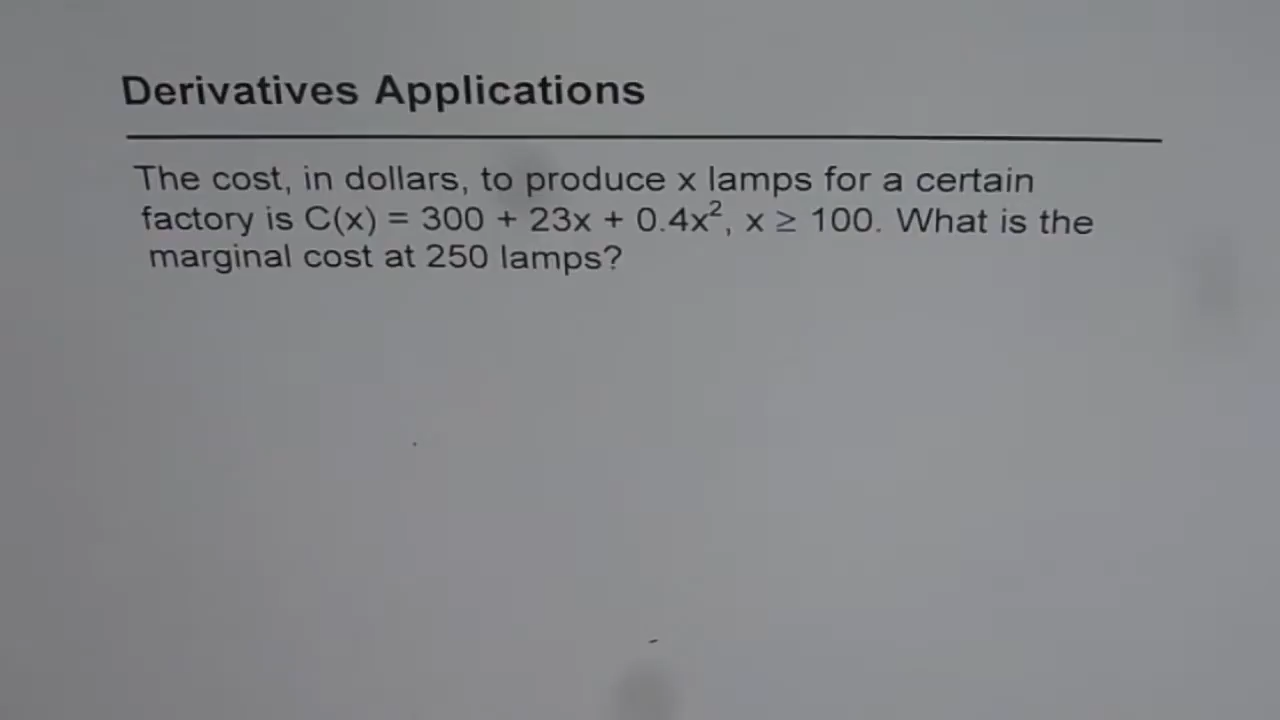 Derivatives Applications
The cost, in dollars, to produce x lamps for a certain
factory is C(x) = 300 + 23x + 0.4x², x ≥ 100. What is the
marginal cost at 250 lamps?